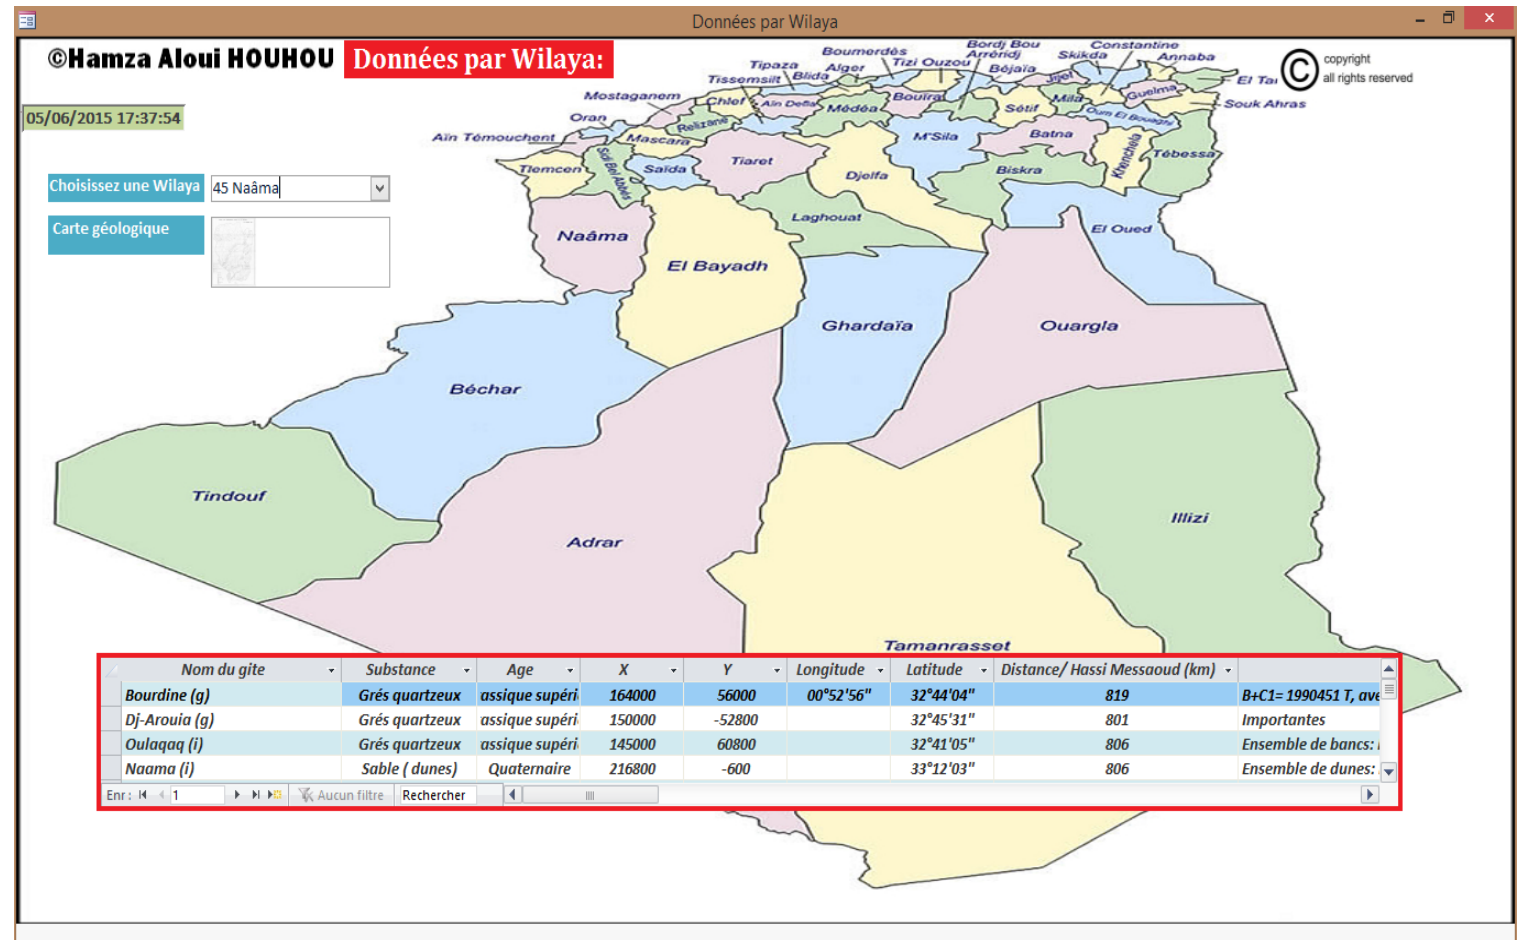 Données par Wilaya
©Hamza Aloui HOUHOU
Données par Wilaya:
copyright
all rights reserved
05/06/2015 17:37:54
Choisissez une Wilaya
45 Naâma
Carte géologique
Boumerdès
Bordj Bou
Arréridj
Constantine
Tipaza
Alger
Tizi Ouzou
Béjaïa
Skikda
Annaba
Tissemsilt
Blida
Jijel
El Tar
Mostaganem
Chlef
Aïn Defla
Médéa
Bouira
Sétif
Mila
Guelma
Souk Ahras
Oran
Relizane
Oum El Bouaghi
Aïn Témouchent
Mascara
M'Sila
Batna
Khenchela
Tébessa
Tlemcen
Sidi Bel Abbès
Saïda
Tiaret
Djelfa
Biskra
Laghouat
El Oued
Naâma
El Bayadh
Ghardaïa
Ouargla
Béchar
Tindouf
Adrar
Illizi
Tamanrasset
Nom du gite Substance Age X Y Longitude Latitude Distance/ Hassi Messaoud (km)
Bourdine (g) Grés quartzeux assique supéri 164000 56000 00°52'56" 32°44'04" 819 B+C1= 1990451 T, ave
Dj-Arouia (g) Grés quartzeux assique supéri 150000 -52800 32°45'31" 801 Importantes
Oulaqaq (i) Grés quartzeux assique supéri 145000 60800 32°41'05" 806 Ensemble de bancs:
Naama (i) Sable ( dunes) Quaternaire 216800 -600 33°12'03" 806 Ensemble de dunes:
Enr : 1 Aucun filtre Rechercher